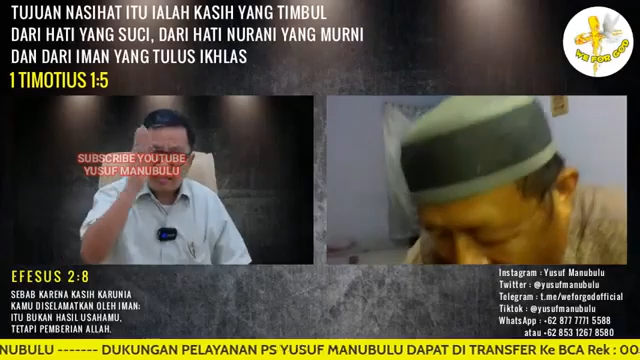 TUJUAN NASIHAT ITU IALAH KASIH YANG TIMBUL
DARI HATI YANG SUCI, DARI HATI NURANI YANG MURNI
DAN DARI IMAN YANG TULUS IKHLAS
1 TIMOTIUS 1:5
WE FOR GOD
SUBSCRIBE YOUTUBE
YUSUF MANUBULU
EFESUS 2:8
SEBAB KARENA KASIH KARUNIA
KAMU DISELAMATKAN OLEH IMAN:
ITU BUKAN HASIL USAHAMU,
TETAPI PEMBERIAN ALLAH.
Instagram : Yusuf Manubulu
Twitter : @yusufmanubulu
Telegram : t.me/weforgodofficial
Tiktok : @yusufmanubulu
WhatsApp : +62 877 7771 5588
atau +62 853 1267 8580
NUBULU ------- DUKUNGAN PELAYANAN PS YUSUF MANUBULU DAPAT DI TRANSFER Ke BCA Rek : 00